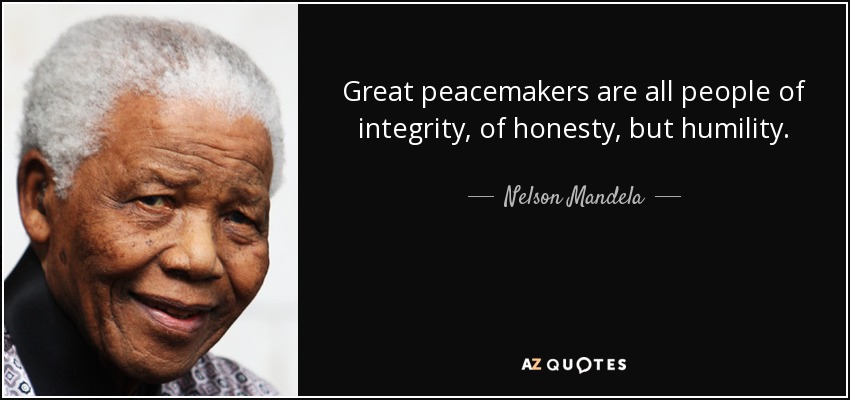 Great peacemakers are all people of
integrity, of honesty, but humility.
Nelson Mandela
AZ QUOTES